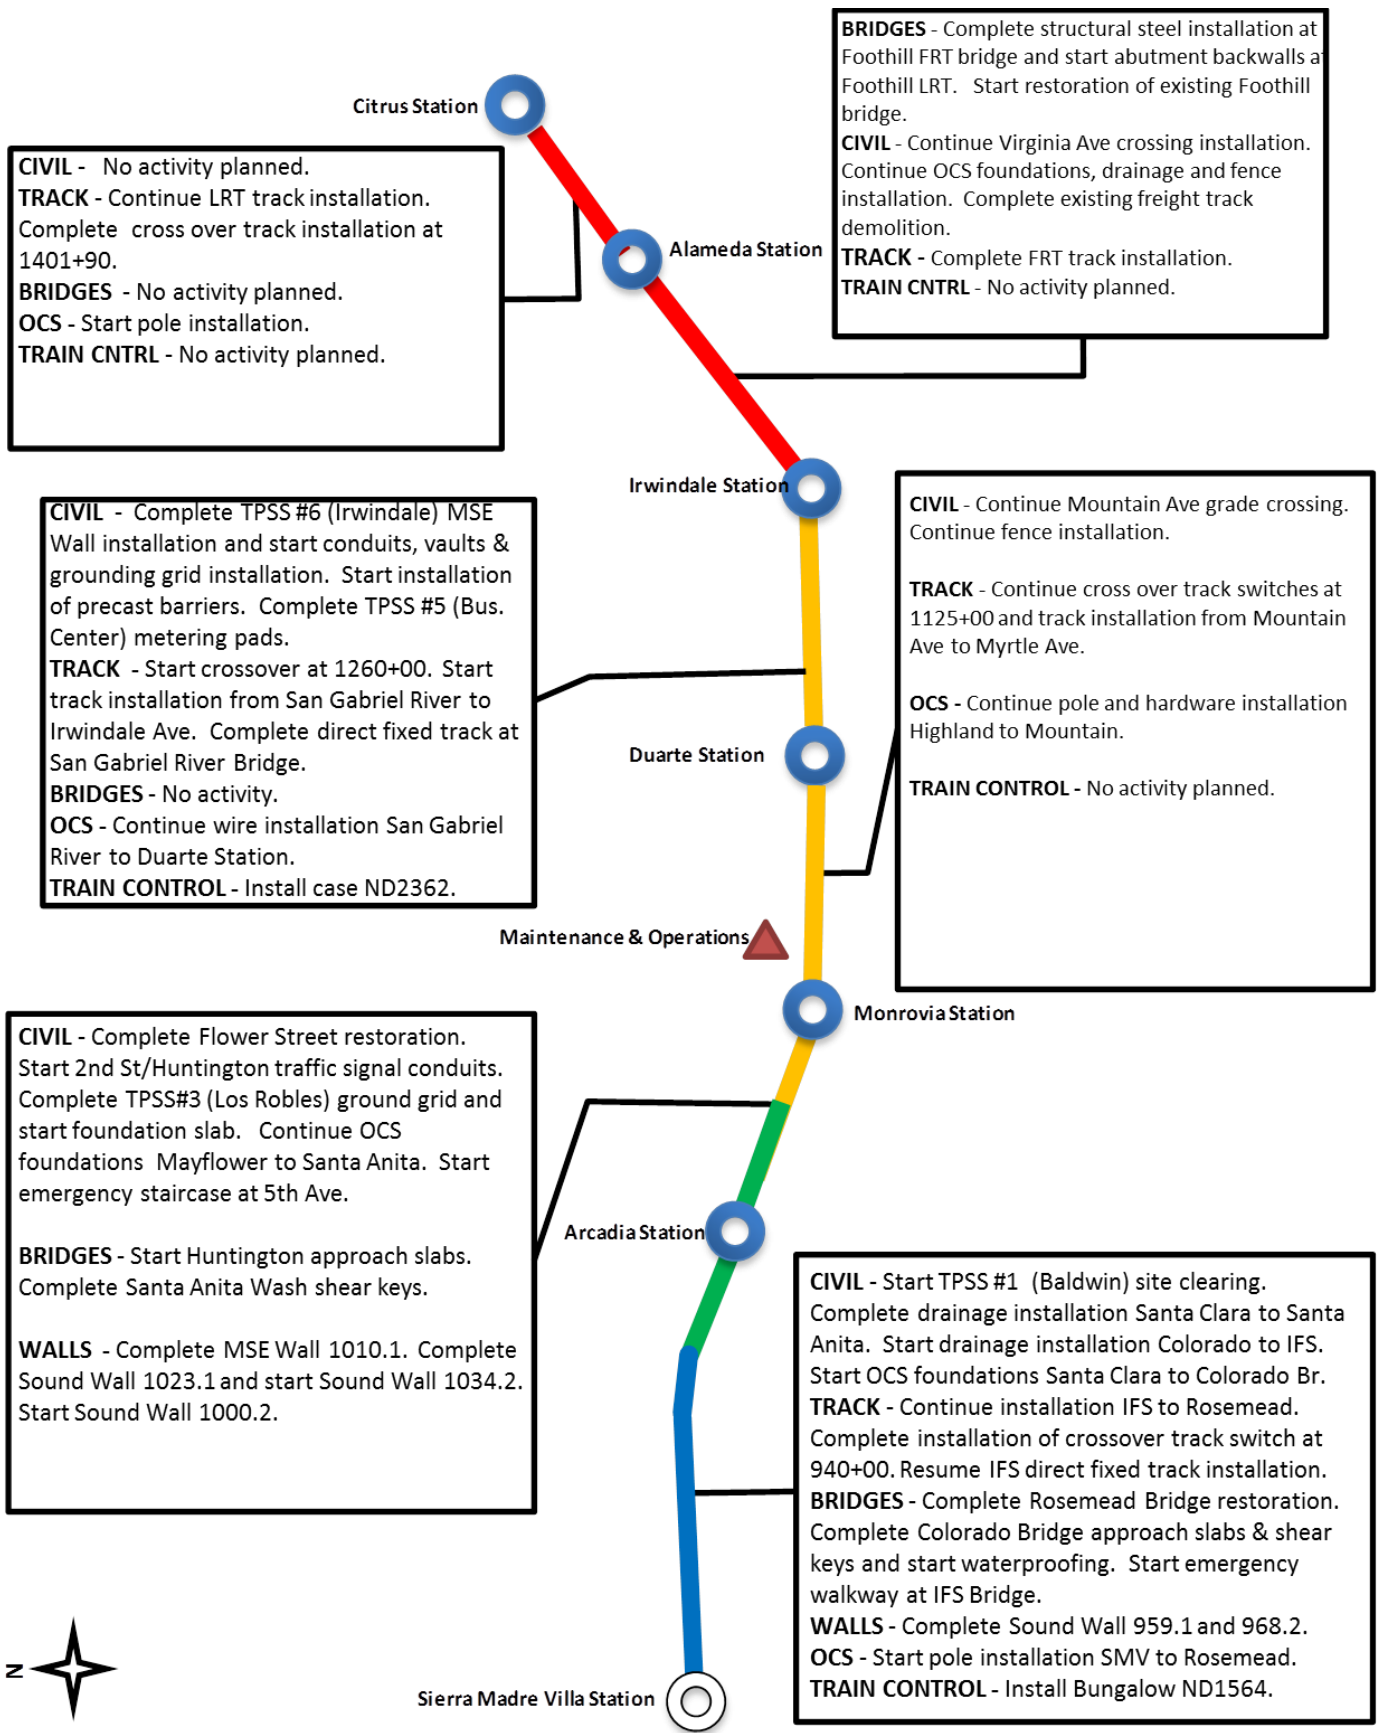 BRIDGES - Complete structural steel installation at
Foothill FRT bridge and start abutment backwalls at
Foothill LRT. Start restoration of existing Foothill
bridge.
CIVIL - Continue Virginia Ave crossing installation.
Continue OCS foundations, drainage and fence
installation. Complete existing freight track
demolition.
TRACK - Complete FRT track installation.
TRAIN CNTRL - No activity planned.
Citrus Station
CIVIL - No activity planned.
TRACK - Continue LRT track installation.
Complete cross over track installation at
1401+90.
BRIDGES - No activity planned.
OCS - Start pole installation.
TRAIN CNTRL - No activity planned.
Alameda Station
Irwindale Station
CIVIL - Continue Mountain Ave grade crossing.
Continue fence installation.
TRACK - Continue cross over track switches at
1125+00 and track installation from Mountain
Ave to Myrtle Ave.
OCS - Continue pole and hardware installation
Highland to Mountain.
TRAIN CONTROL - No activity planned.
CIVIL - Complete TPSS #6 (Irwindale) MSE
Wall installation and start conduits, vaults &
grounding grid installation. Start installation
of precast barriers. Complete TPSS #5 (Bus.
Center) metering pads.
TRACK - Start crossover at 1260+00. Start
track installation from San Gabriel River to
Irwindale Ave. Complete direct fixed track at
San Gabriel River Bridge.
BRIDGES - No activity.
OCS - Continue wire installation San Gabriel
River to Duarte Station.
TRAIN CONTROL - Install case ND2362.
Duarte Station
Maintenance & Operations
Monrovia Station
CIVIL - Complete Flower Street restoration.
Start 2nd St/Huntington traffic signal conduits.
Complete TPSS#3 (Los Robles) ground grid and
start foundation slab. Continue OCS
foundations Mayflower to Santa Anita. Start
emergency staircase at 5th Ave.
BRIDGES - Start Huntington approach slabs.
Complete Santa Anita Wash shear keys.
WALLS - Complete MSE Wall 1010.1. Complete
Sound Wall 1023.1 and start Sound Wall 1034.2.
Start Sound Wall 1000.2.
Arcadia Station
CIVIL - Start TPSS #1 (Baldwin) site clearing.
Complete drainage installation Santa Clara to Santa
Anita. Start drainage installation Colorado to IFS.
Start OCS foundations Santa Clara to Colorado Br.
TRACK - Continue installation IFS to Rosemead.
Complete installation of crossover track switch at
940+00. Resume IFS direct fixed track installation.
BRIDGES - Complete Rosemead Bridge restoration.
Complete Colorado Bridge approach slabs & shear
keys and start waterproofing. Start emergency
walkway at IFS Bridge.
WALLS - Complete Sound Wall 959.1 and 968.2.
OCS - Start pole installation SMV to Rosemead.
TRAIN CONTROL - Install Bungalow ND1564.
N
Sierra Madre Villa Station